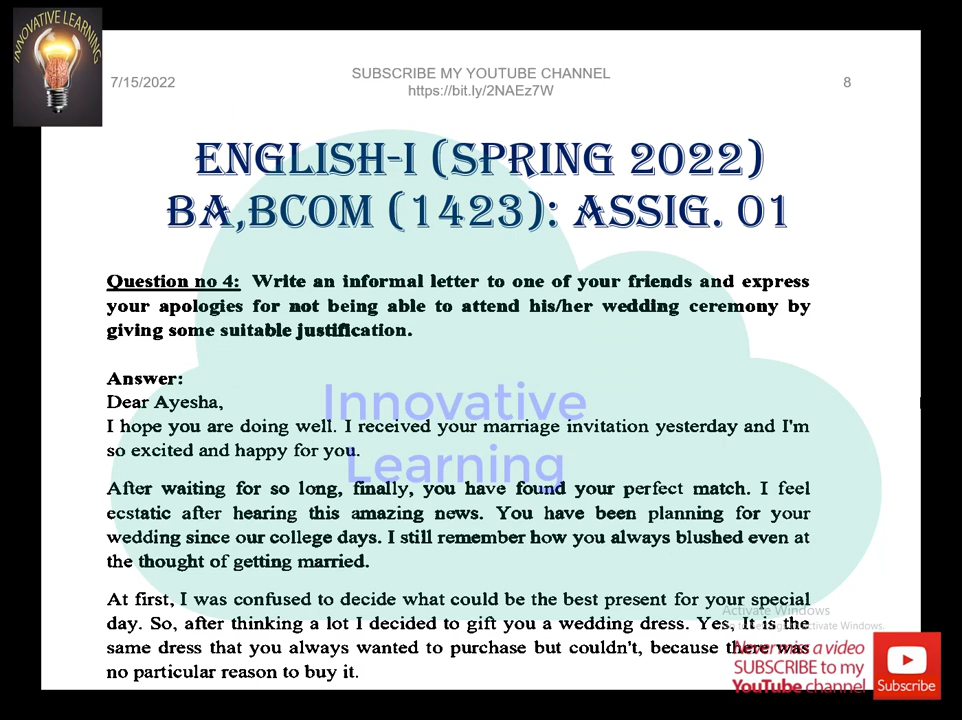 INNOVATIVE LEARNING
7/15/2022
SUBSCRIBE MY YOUTUBE CHANNEL
https://bit.ly/2NAEz7W
8
ENGLISH-I (SPRING 2022)
BA,BCOM (1423): ASSIG. 01
Question no 4: Write an informal letter to one of your friends and express
your apologies for not being able to attend his/her wedding ceremony by
giving some suitable justification.
Answer:
Dear Ayesha,
Innovative
I hope you are doing well. I received your marriage invitation yesterday and I'm
so excited and happy for you.
Learning
After waiting for so long, finally, you have found your perfect match. I feel
ecstatic after hearing this amazing news. You have been planning for your
wedding since our college days. I still remember how you always blushed even at
the thought of getting married.
At first, I was confused to decide what could be the best present for your special
Activate Windows
day. So, after thinking a lot I decided to gift you a wedding dress. Yes, It is the
activate Windows.
same dress that you always wanted to purchase but couldn't, because there was
no particular reason to buy it.
Never miss a video
SUBSCRIBE to my
YouTube channel
Subscribe